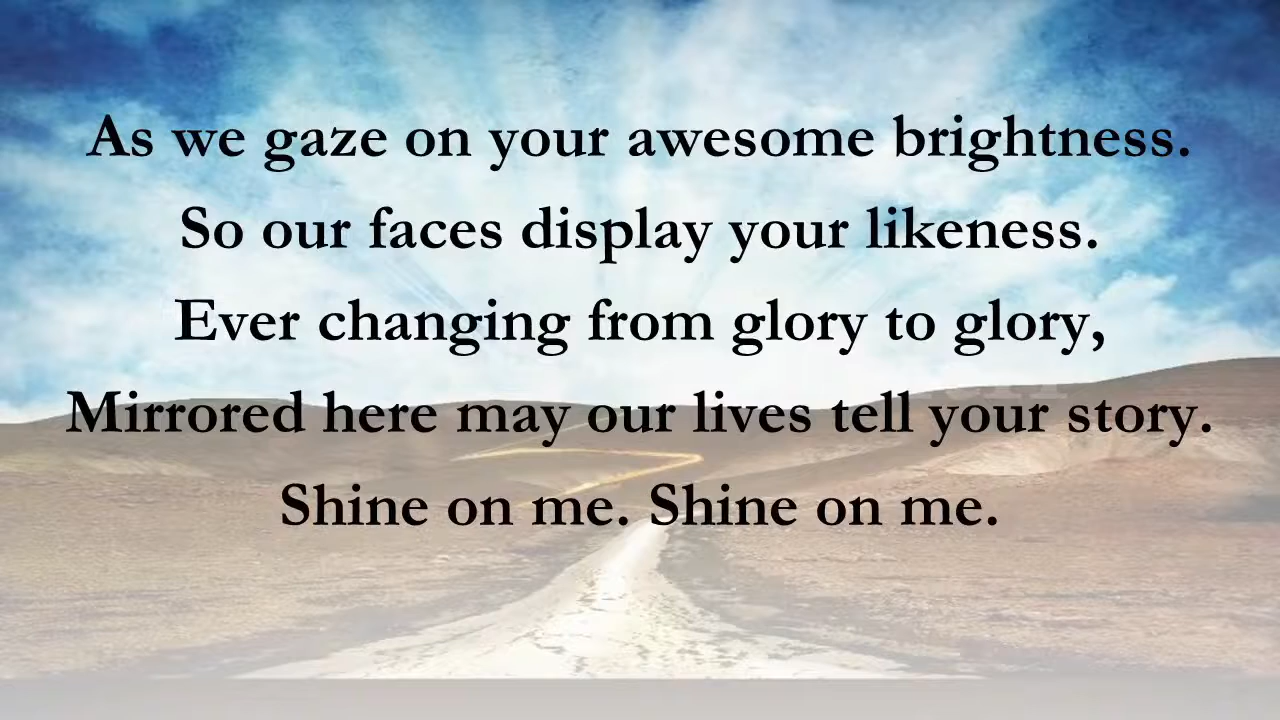 As we gaze on your awesome brightness.
So our faces display your likeness.
Ever changing from glory to glory,
Mirrored here may our lives tell your story.
Shine on me. Shine on me.